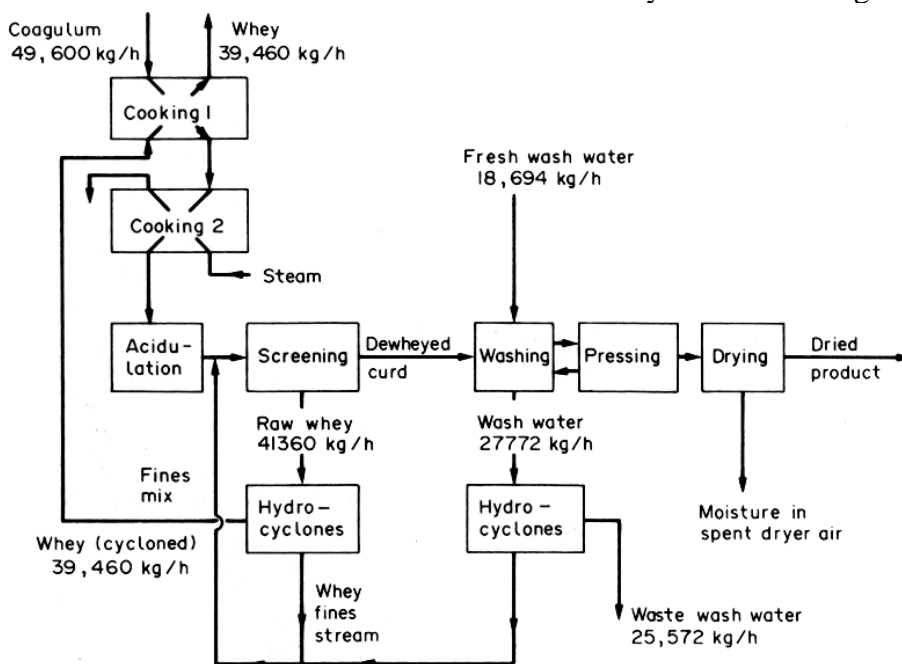 Coagulum
49,600 kg/h
Whey
39,460 kg/h
Cooking 1
Cooking 2
Steam
Fresh wash water
18,694 kg/h
Acidu-
lation
Screening
Dewheyed
curd
Washing
Pressing
Drying
Dried
product
Raw whey
41360 kg/h
Wash water
27772 kg/h
Fines
mix
Hydro-
cyclones
Hydro-
cyclones
Moisture in
spent dryer air
Whey (cycloned)
39,460 kg/h
Whey
fines
stream
Waste wash water
25,572 kg/h